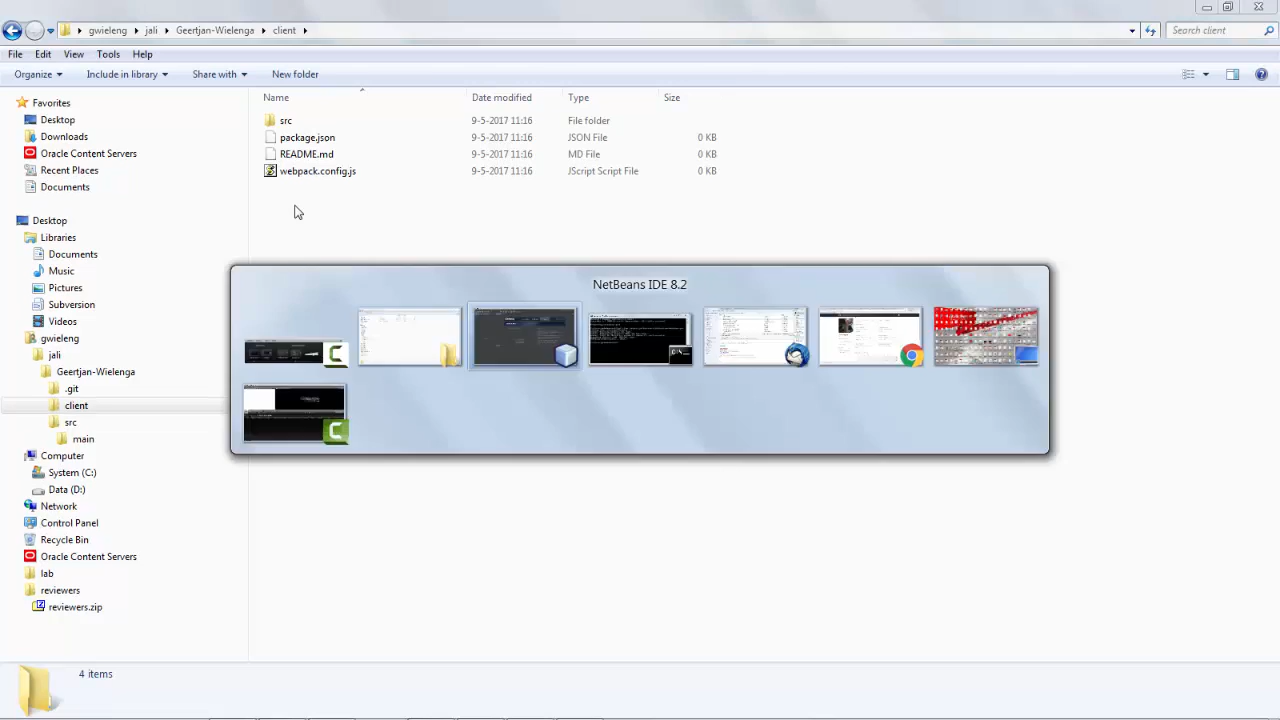 gwieleng jali Geertjan-Wielenga client Search client
File Edit View Tools Help
Organize Include in library Share with New folder
Name Date modified Type Size
src 9-5-2017 11:16 File folder
package.json 9-5-2017 11:16 JSON File 0 KB
README.md 9-5-2017 11:16 MD File 0 KB
webpack.config.js 9-5-2017 11:16 JScript Script File 0 KB
Favorites
Desktop
Downloads
Oracle Content Servers
Recent Places
Documents
Desktop
Libraries
Documents
Music
Pictures
Subversion
Videos
gwieleng
jali
Geertjan-Wielenga
.git
client
src
main
Computer
System (C:)
Data (D:)
Network
Control Panel
Recycle Bin
Oracle Content Servers
lab
reviewers
reviewers.zip
NetBeans IDE 8.2
4 items